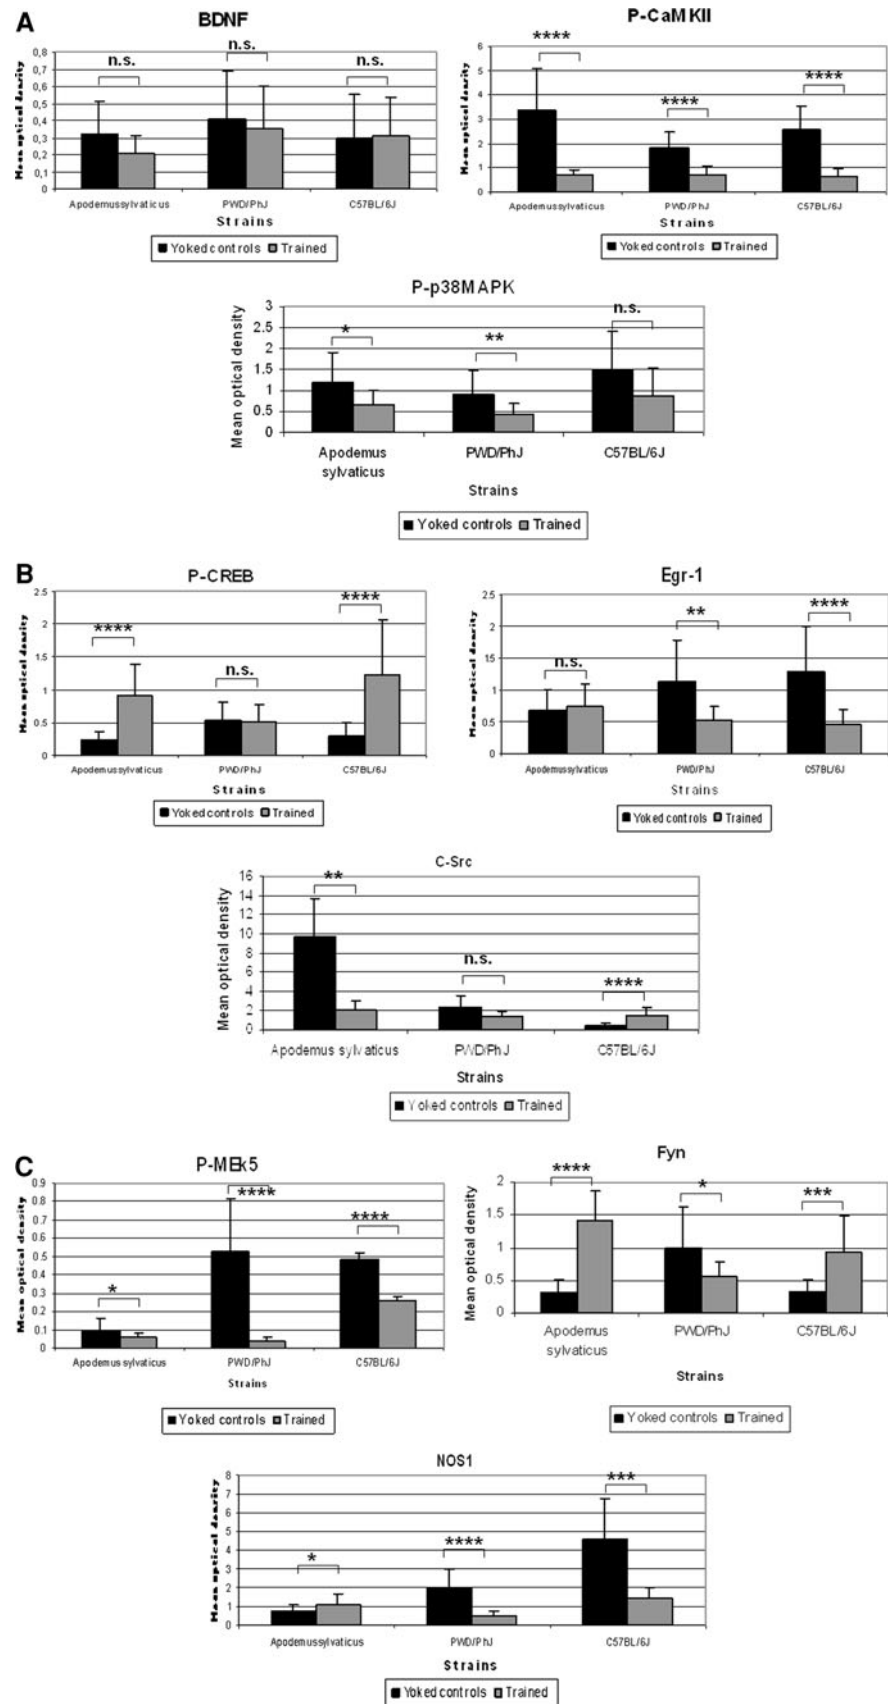 A
BDNF
Mean optical density
0,8
0,7
0,6
0,5
0,4
0,3
0,2
0,1
0
n.s.
n.s.
n.s.
Apodemussylvaticus
PWD/PhJ
C57BL/6J
Strains
Yoked controls
Trained
P-CaMKII
Mean optical density
6
5
4
3
2
1
0
****
****
****
Apodemussylvaticus
PWD/PhJ
C57BL/6J
Strains
Yoked controls
Trained
P-p38MAPK
Mean optical density
3
2.5
2
1.5
1
0.5
0
*
**
n.s.
Apodemus
sylvaticus
PWD/PhJ
C57BL/6J
Strains
Yoked controls
Trained
B
P-CREB
Mean optical density
2.5
2
1.5
1
0.5
0
****
n.s.
****
Apodemussylvaticus
PWD/PhJ
C57BL/6J
Strains
Yoked controls
Trained
Egr-1
Mean optical density
2.5
2
1.5
1
0.5
0
n.s.
**
****
Apodemussylvaticus
PWD/PhJ
C57BL/6J
Strains
Yoked controls
Trained
C-Src
Mean optical density
16
14
12
10
8
6
4
2
0
**
n.s.
****
Apodemus sylvaticus
PWD/PhJ
C57BL/6J
Strains
Yoked controls
Trained
C
P-MEk5
Mean optical density
0.9
0.8
0.7
0.6
0.5
0.4
0.3
0.2
0.1
0
*
****
****
Apodemus sylvaticus
PWD/PhJ
C57BL/6J
Strains
Yoked controls
Trained
Fyn
Mean optical density
2
1.5
1
0.5
0
****
*
***
Apodemus
sylvaticus
PWD/PhJ
C57BL/6J
Strains
Yoked controls
Trained
NOS1
Mean optical density
8
7
6
5
4
3
2
1
0
*
****
***
Apodemussylvaticus
PWD/PhJ
C57BL/6J
Strains
Yoked controls
Trained